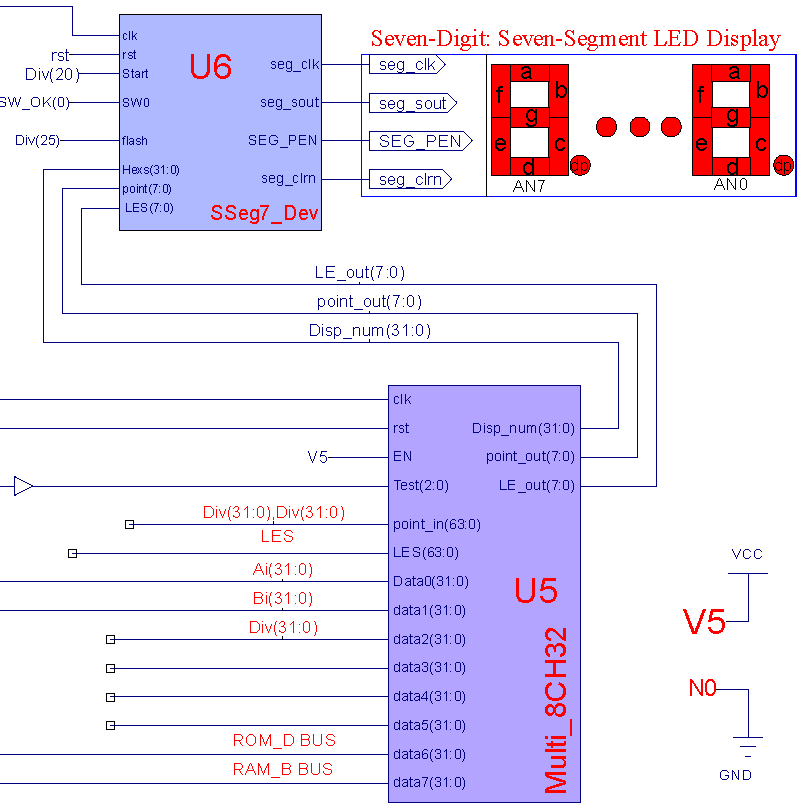 Seven-Digit: Seven-Segment LED Display
clk
rst
rst
Div(20)
Start
SW_OK(0)
SW0
Div(25)
flash
Hexs(31:0)
point(7:0)
LES(7:0)
U6
SSeg7_Dev
seg_clk
seg_sout
SEG_PEN
seg_clrn
seg_clk
seg_sout
SEG_PEN
seg_clrn
a
f
b
g
e
c
d
dp
AN7
a
f
b
g
e
c
d
dp
AN0
LE_out(7:0)
point_out(7:0)
Disp_num(31:0)
clk
rst
Disp_num(31:0)
V5
EN
point_out(7:0)
Test(2:0)
LE_out(7:0)
Div(31:0),Div(31:0)
point_in(63:0)
LES
LES(63:0)
Ai(31:0)
Data0(31:0)
Bi(31:0)
data1(31:0)
Div(31:0)
data2(31:0)
data3(31:0)
data4(31:0)
data5(31:0)
ROM_D BUS
data6(31:0)
RAM_B BUS
data7(31:0)
U5
Multi_8CH32
VCC
V5
N0
GND